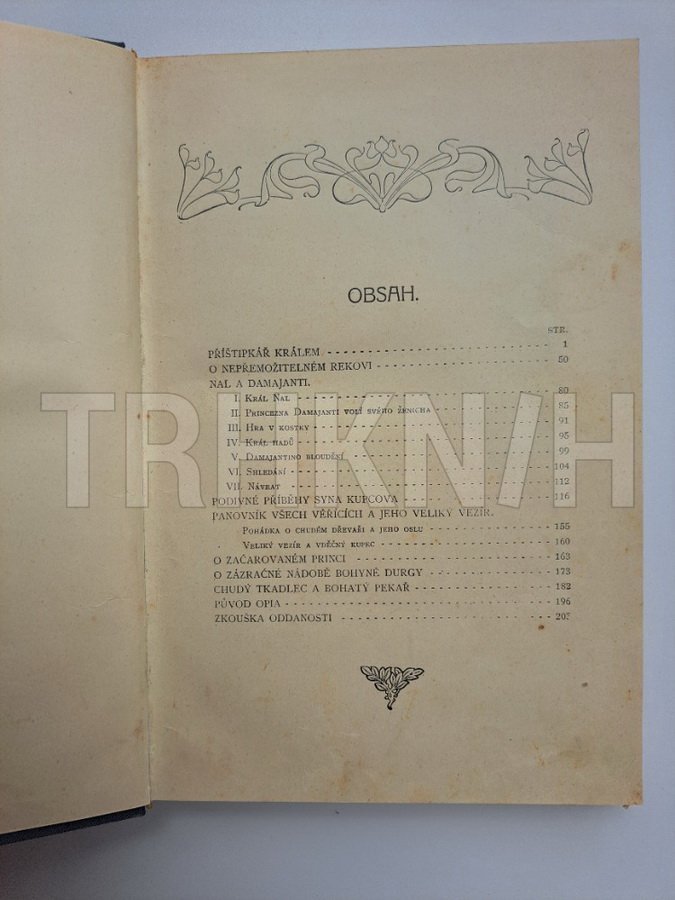 OBSAH.
STR.
PŘÍŠTIPKÁŘ KRÁLEM - - - 1
O NEPŘEMOŽITELNÉM REKOVI - - - 50
NAL A DAMAJANTI.
I. KRÁL NAL - - - 80
II. PRINCEZNA DAMAJANTI VOLÍ SVÉHO ŽENICHA - - - 85
III. HRA V KOSTKY - - - 91
IV. KRÁL HADŮ - - - 95
V. DAMAJANTINO BLOUDĚNÍ - - - 99
VI. SHLEDÁNÍ - - - 104
VII. NÁVRAT - - - 112
PODIVNÉ PŘÍBĚHY SYNA KUPCOVA - - - 116
PANOVNÍK VŠECH VĚŘÍCÍCH A JEHO VELIKÝ VEZÍR.
POHÁDKA O CHUDÉM DŘEVAŘI A JEHO OSLU - - - 155
VELIKÝ VEZÍR A VDĚČNÝ KUPEC - - - 160
O ZAČAROVANÉM PRINCI - - - 163
O ZÁZRAČNÉ NÁDOBĚ BOHYNĚ DURGY - - - 173
CHUDÝ TKADLEC A BOHATÝ PEKAŘ - - - 182
PŮVOD OPIA - - - 196
ZKOUŠKA ODDANOSTI - - - 203